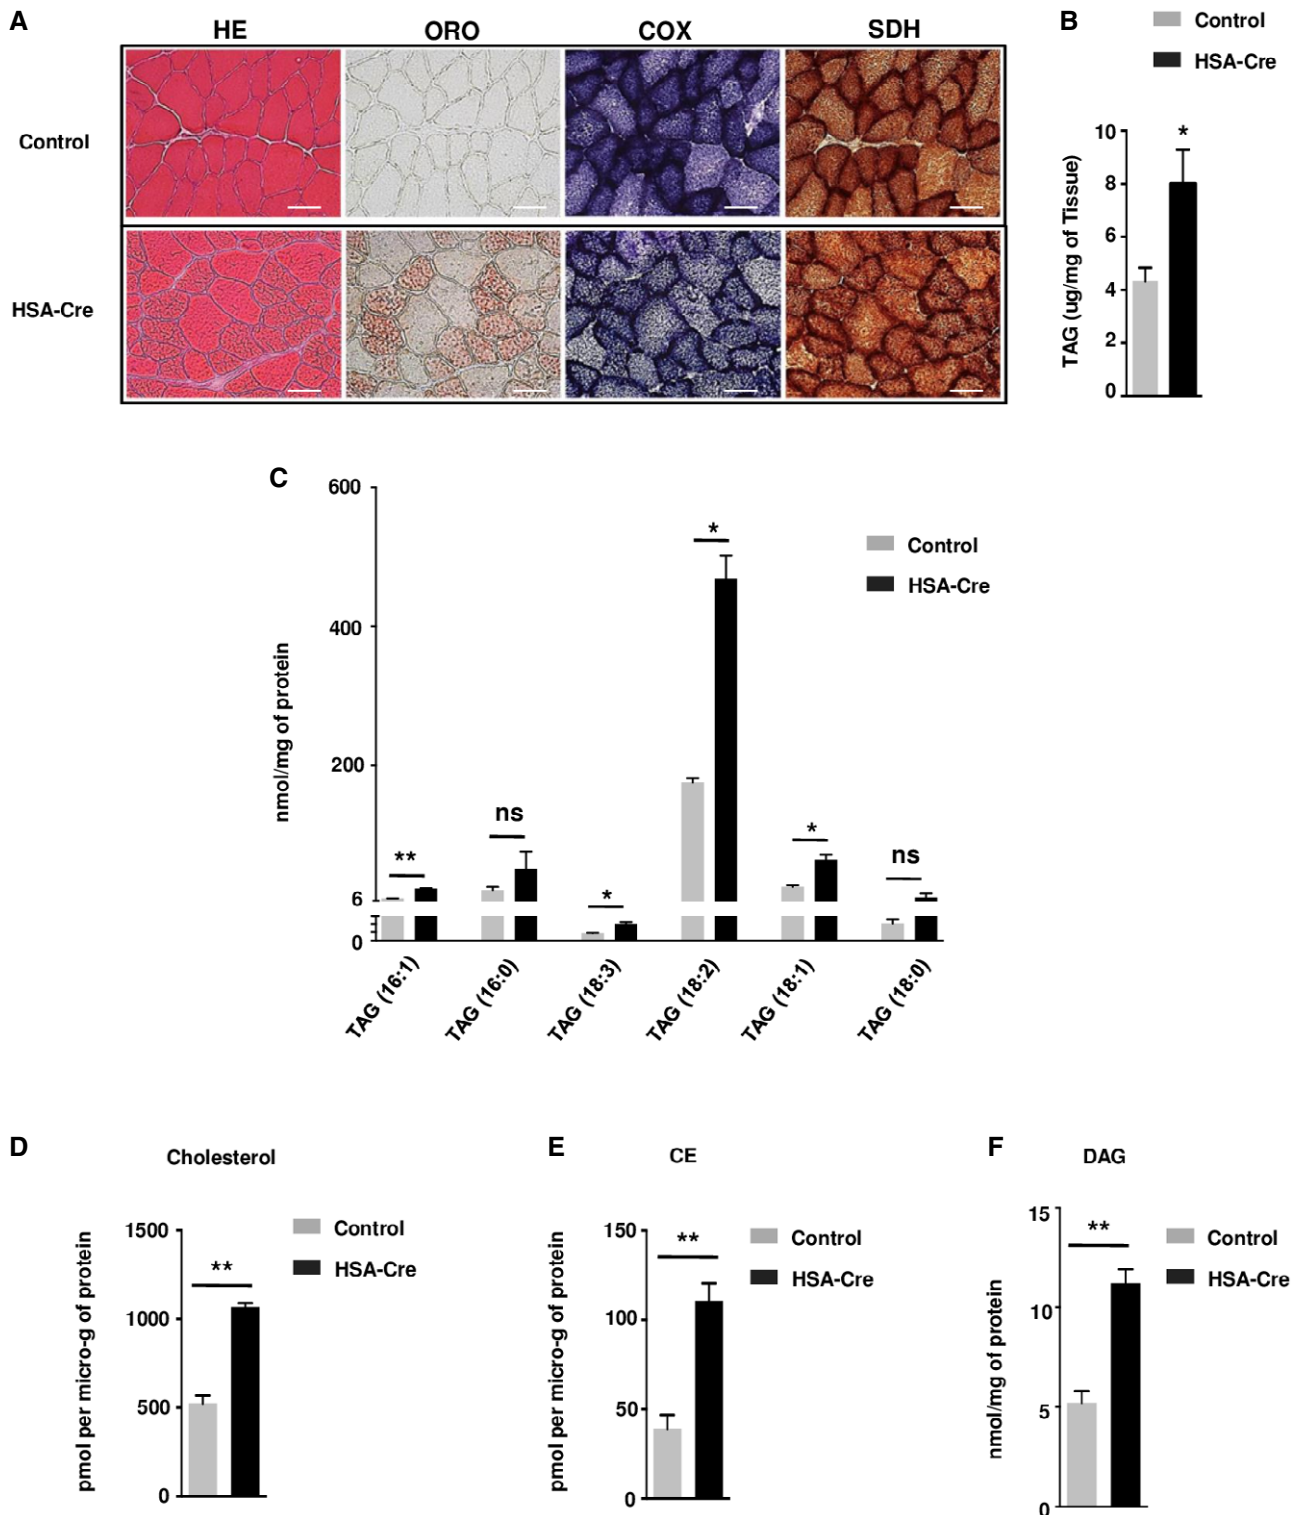 A
HE ORO COX SDH
Control
HSA-Cre
B
Control
HSA-Cre
TAG (ug/mg of Tissue)
10
8
6
4
2
0
*
C
Control
HSA-Cre
nmol/mg of protein
600
400
200
6
0
** ns * * * ns
TAG (16:1) TAG (16:0) TAG (18:3) TAG (18:2) TAG (18:1) TAG (18:0)
D
Cholesterol
Control
HSA-Cre
pmol per micro-g of protein
1500
1000
500
0
**
E
CE
Control
HSA-Cre
pmol per micro-g of protein
150
100
50
0
**
F
DAG
Control
HSA-Cre
nmol/mg of protein
15
10
5
0
**